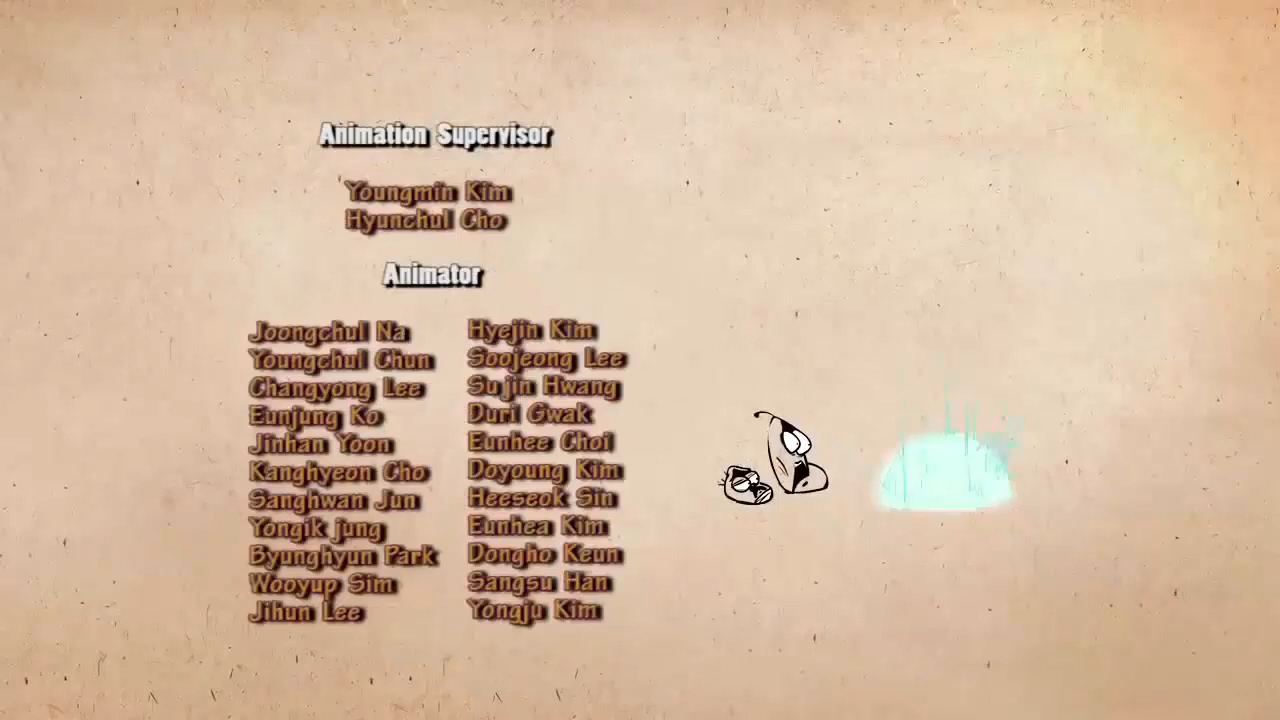 Animation Supervisor
Youngmin Kim
Hyunchul Cho
Animator
Joongchul Na
Youngchul Chun
Changyong Lee
Eunjung Ko
Jinhan Yoon
Kanghyeon Cho
Sanghwan Jun
Yongik jung
Byunghyun Park
Wooyup Sim
Jihun Lee
Hyejin Kim
Soojeong Lee
Sujin Hwang
Duri Gwak
Eunhee Choi
Doyoung Kim
Heeseok Sin
Eunhea Kim
Dongho Keun
Sangsu Han
Yongju Kim